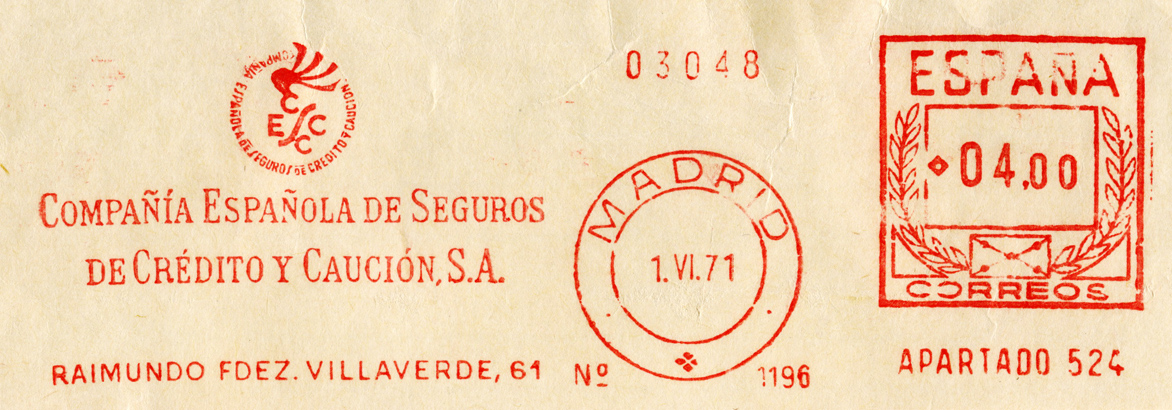 COMPAÑIA ESPAÑOLA DE SEGUROS DE CREDITO Y CAUCION.
C
E C C
C
COMPAÑÍA ESPAÑOLA DE SEGUROS
DE CRÉDITO Y CAUCIÓN, S.A.
RAIMUNDO FDEZ. VILLAVERDE, 61
03048
MADRID
1.VI.71
Nº 1196
ESPAÑA
04,00
CORREOS
APARTADO 524